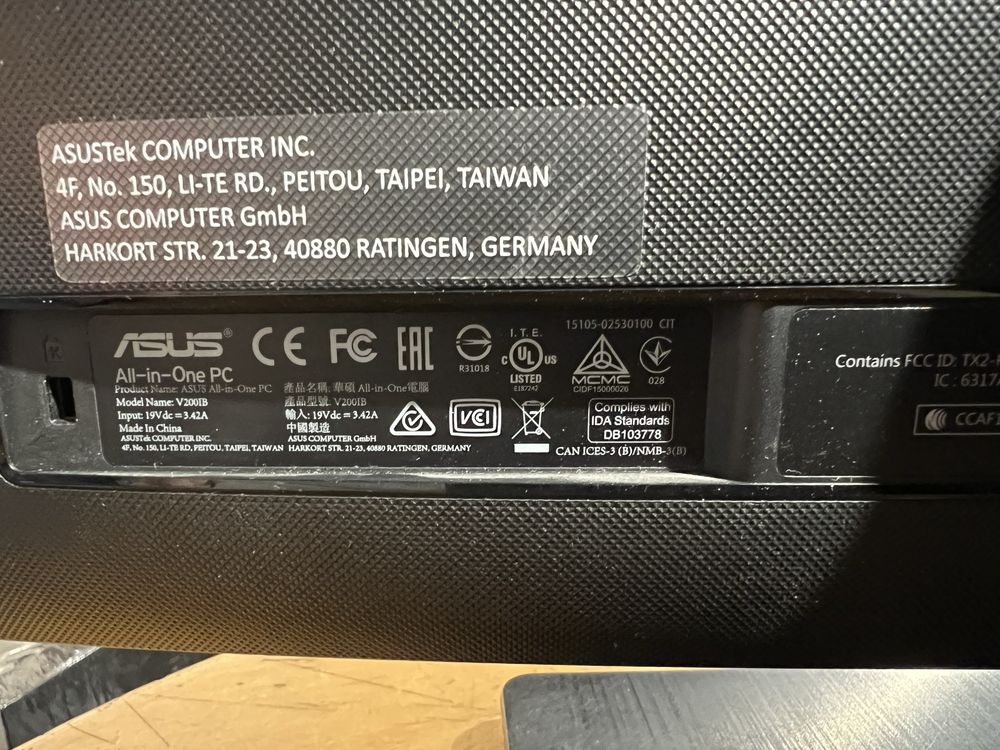 ASUSTek COMPUTER INC.
4F, No. 150, LI-TE RD., PEITOU, TAIPEI, TAIWAN
ASUS COMPUTER GmbH
HARKORT STR. 21-23, 40880 RATINGEN, GERMANY
ASUS®
All-in-One PC
Product Name: ASUS All-in-One PC
Model Name: V200IB
Input: 19Vdc⎓3.42A
Made In China
ASUSTek COMPUTER INC.
4F, No. 150, LI-TE RD, PEITOU, TAIPEI, TAIWAN
產品名稱: 華碩 All-in-One電腦
產品型號: V200IB
輸入: 19Vdc⎓3.42A
中國製造
ASUS COMPUTER GmbH
HARKORT STR. 21-23, 40880 RATINGEN, GERMANY
CE
FC
EAC
R31018
I.T.E.
c UL US
LISTED
E187242
15105-02530100 CIT
MCMC
CIDF15000026
028
VCI
Complies with
IDA Standards
DB103778
CAN ICES-3 (B)/NMB-3(B)
K
Contains FCC ID: TX2-
IC : 6317